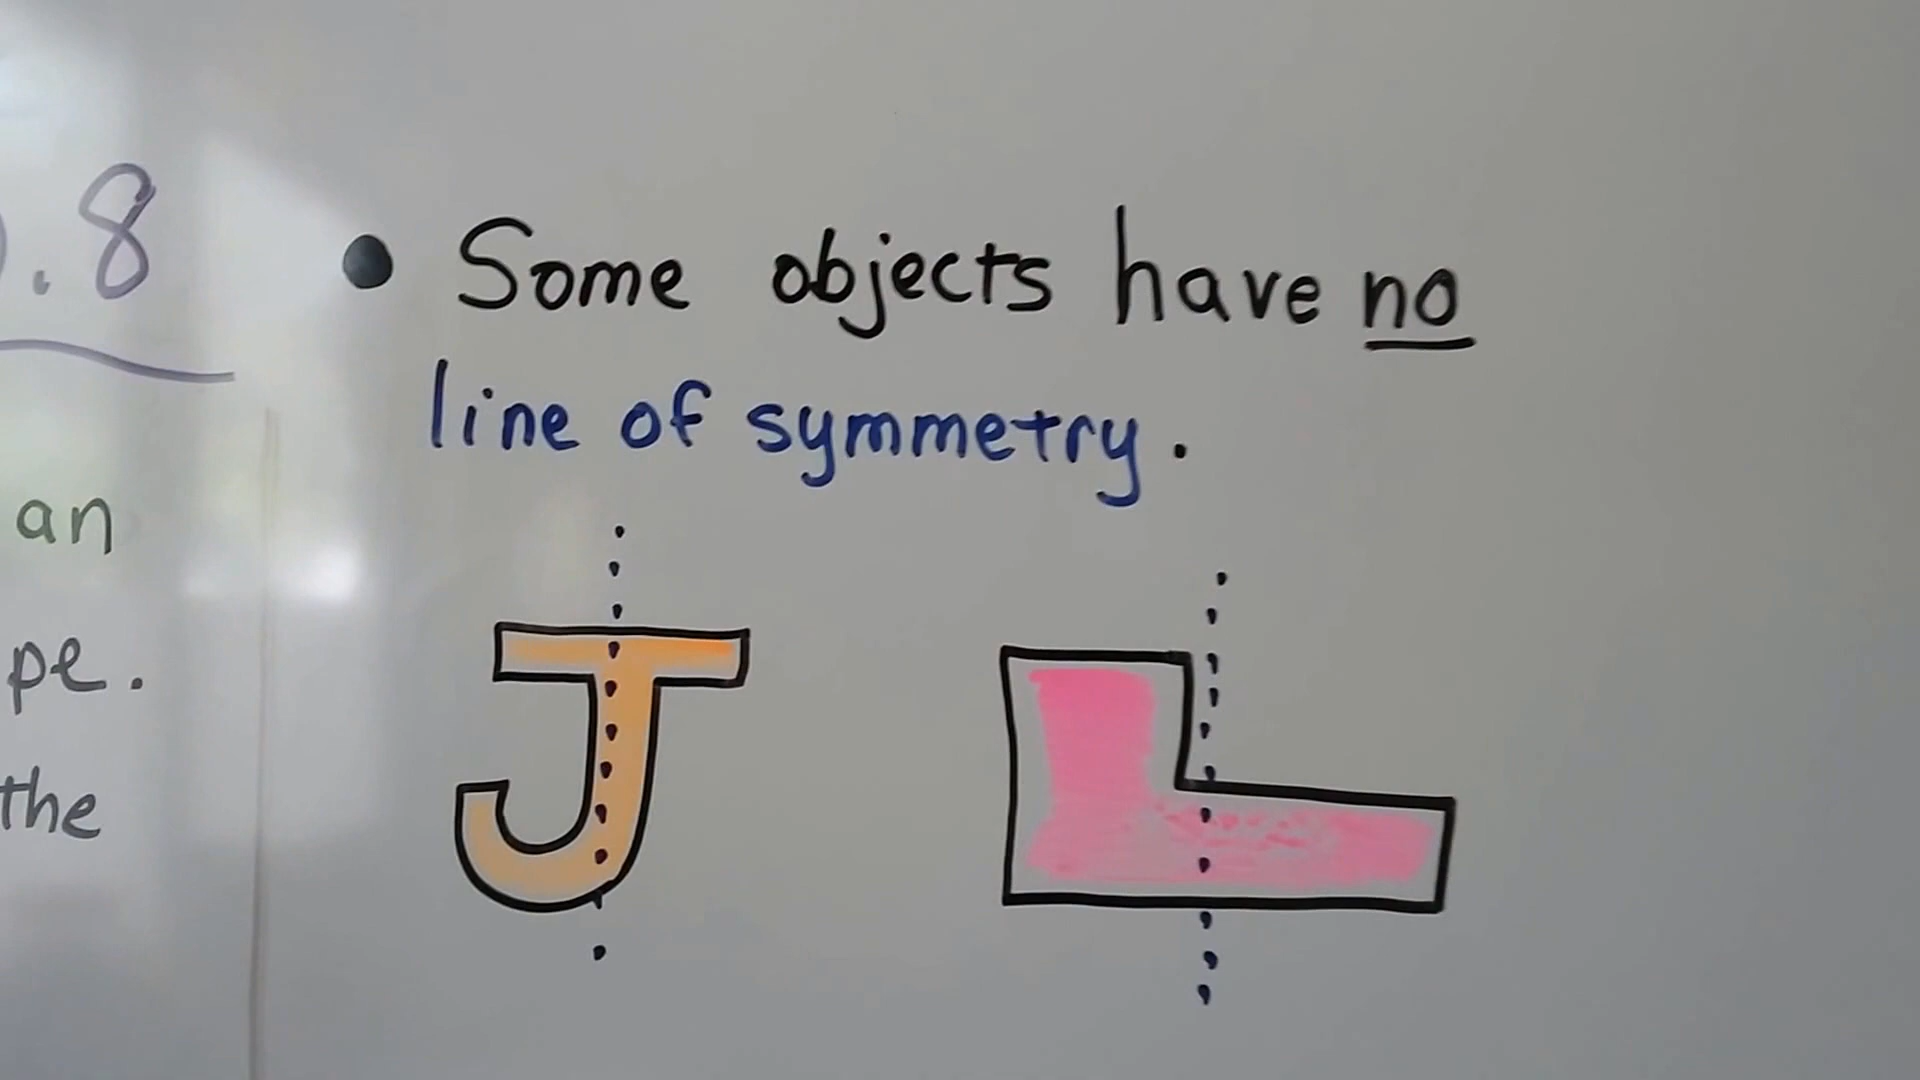 .8
an
pe.
the
• Some objects have no
line of symmetry.
J
L